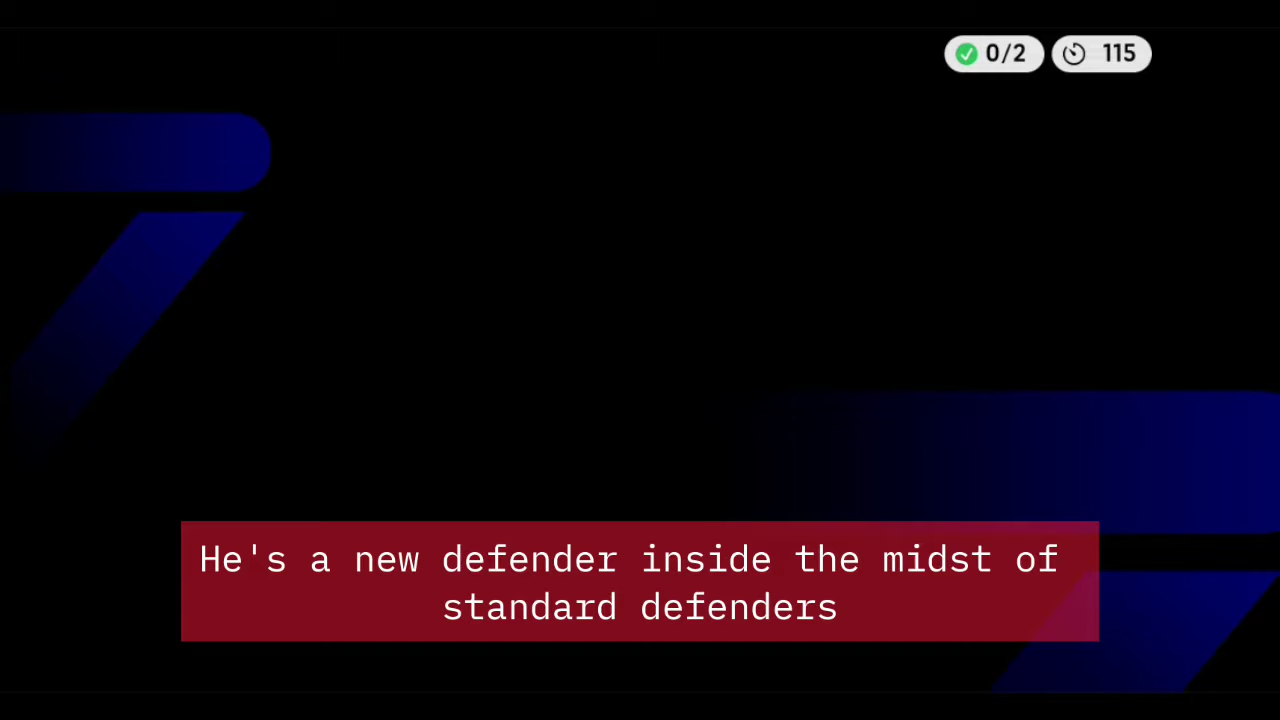 0/2
115
He's a new defender inside the midst of
standard defenders